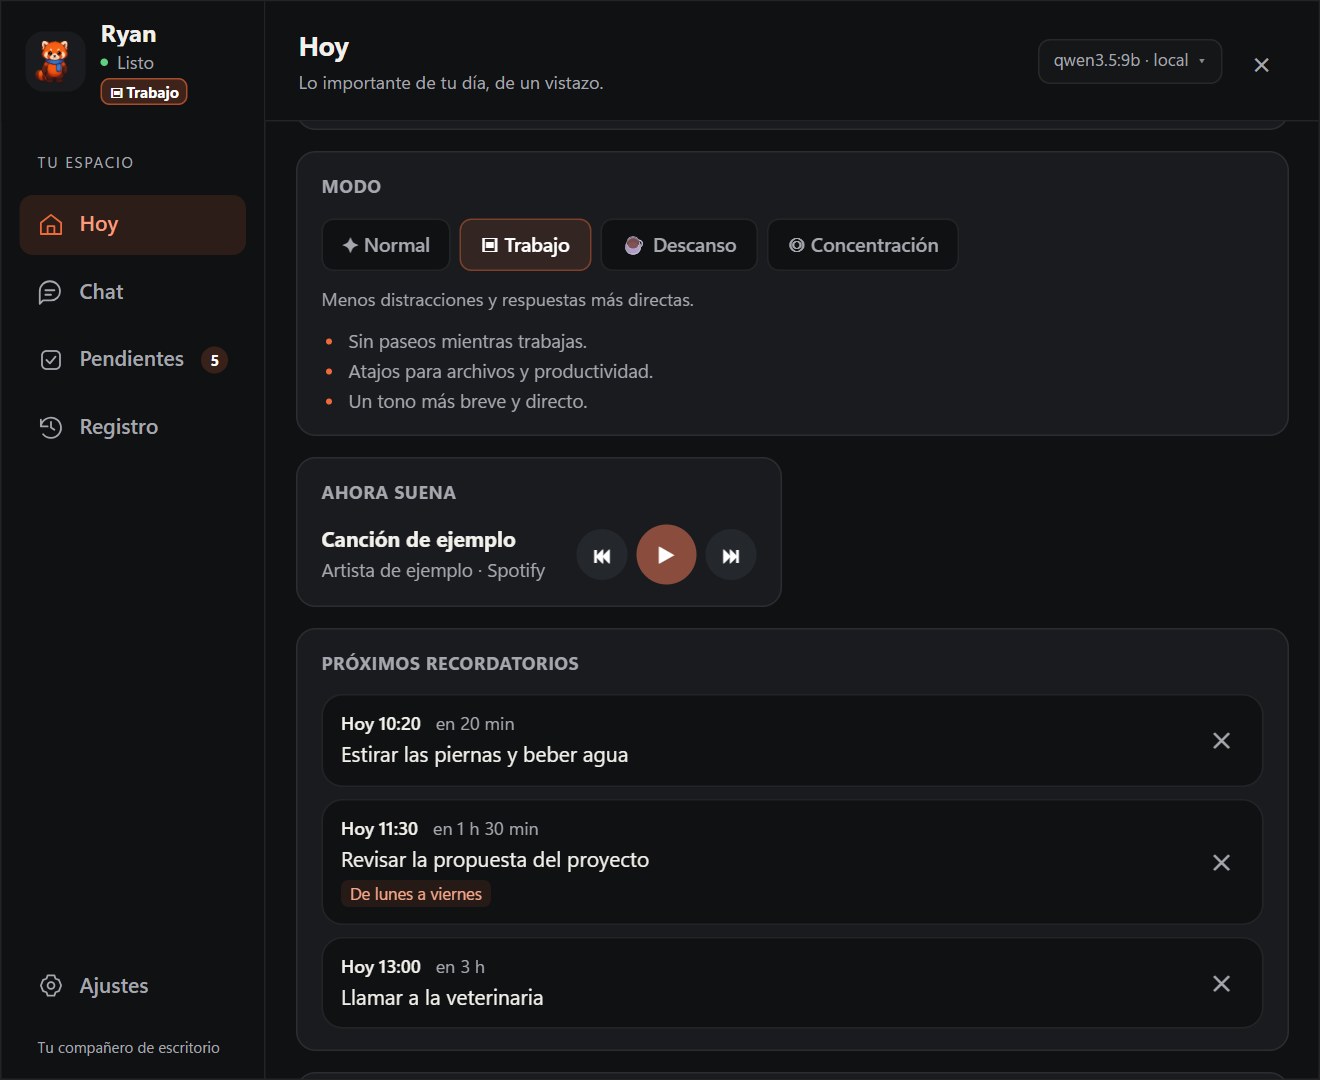 Ryan
Listo
Trabajo
TU ESPACIO
Hoy
Chat
Pendientes 5
Registro
Ajustes
Tu compañero de escritorio
Hoy
Lo importante de tu día, de un vistazo.
qwen3.5:9b · local
MODO
Normal
Trabajo
Descanso
Concentración
Menos distracciones y respuestas más directas.
Sin paseos mientras trabajas.
Atajos para archivos y productividad.
Un tono más breve y directo.
AHORA SUENA
Canción de ejemplo
Artista de ejemplo · Spotify
PRÓXIMOS RECORDATORIOS
Hoy 10:20 en 20 min
Estirar las piernas y beber agua
Hoy 11:30 en 1 h 30 min
Revisar la propuesta del proyecto
De lunes a viernes
Hoy 13:00 en 3 h
Llamar a la veterinaria